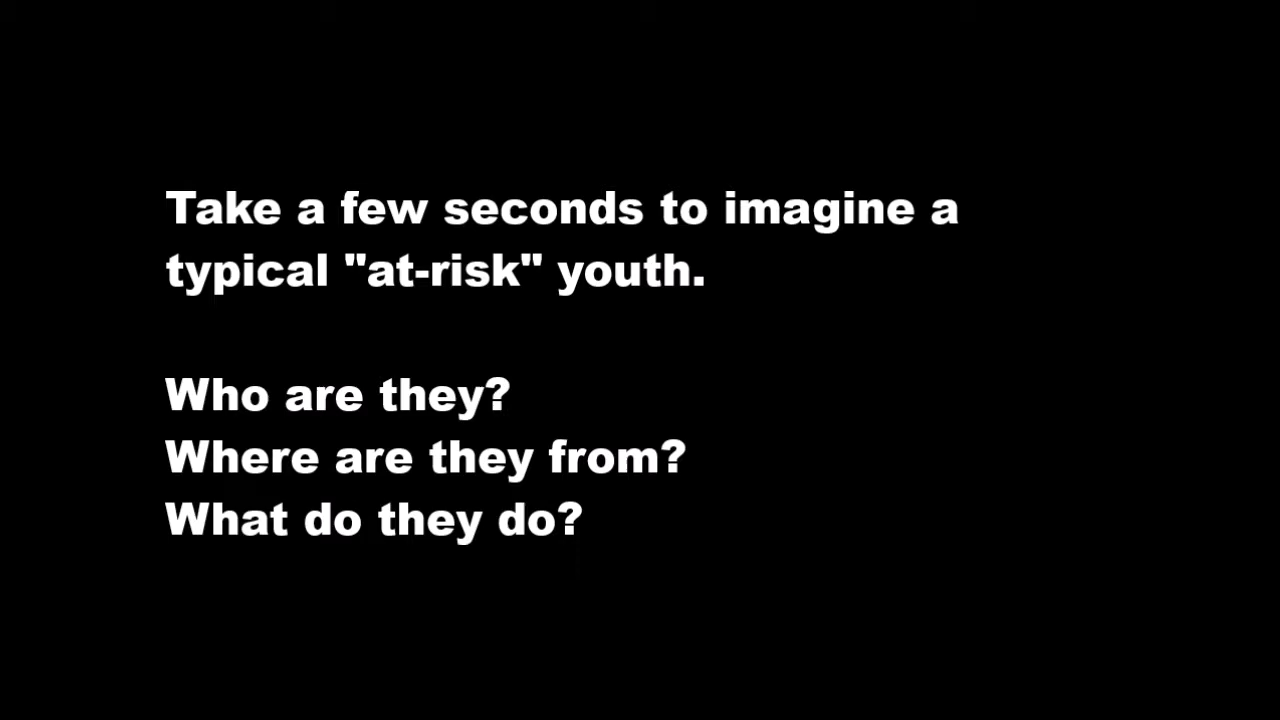 Take a few seconds to imagine a
typical "at-risk" youth.
Who are they?
Where are they from?
What do they do?